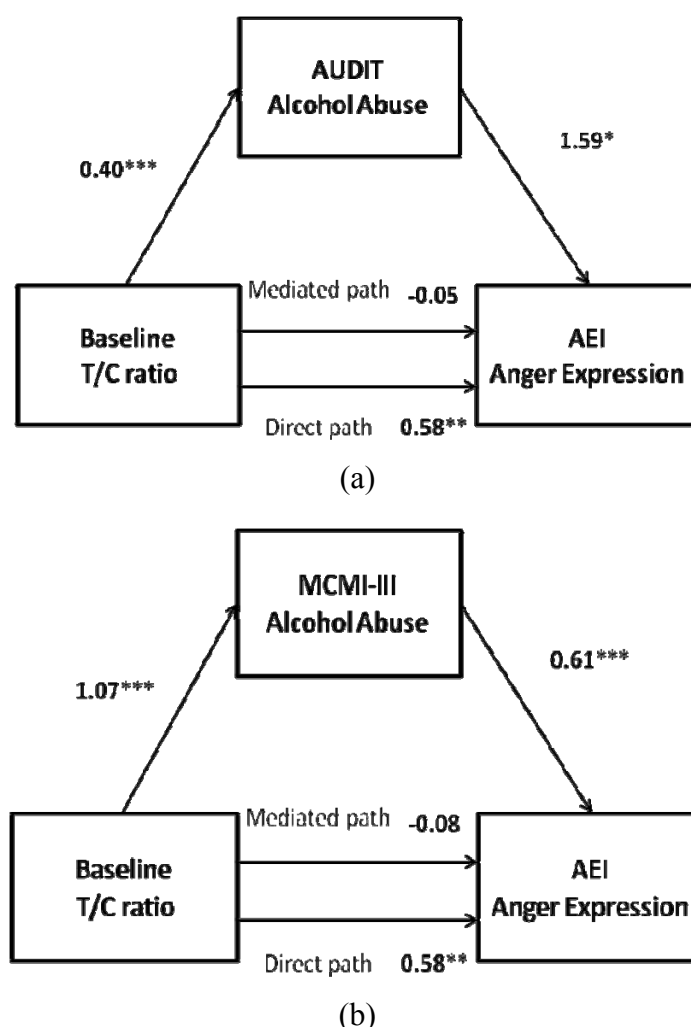 AUDIT
Alcohol Abuse
0.40***
1.59*
Mediated path -0.05
Baseline
T/C ratio
AEI
Anger Expression
Direct path 0.58**
(a)
MCMI-III
Alcohol Abuse
1.07***
0.61***
Mediated path -0.08
Baseline
T/C ratio
AEI
Anger Expression
Direct path 0.58**
(b)